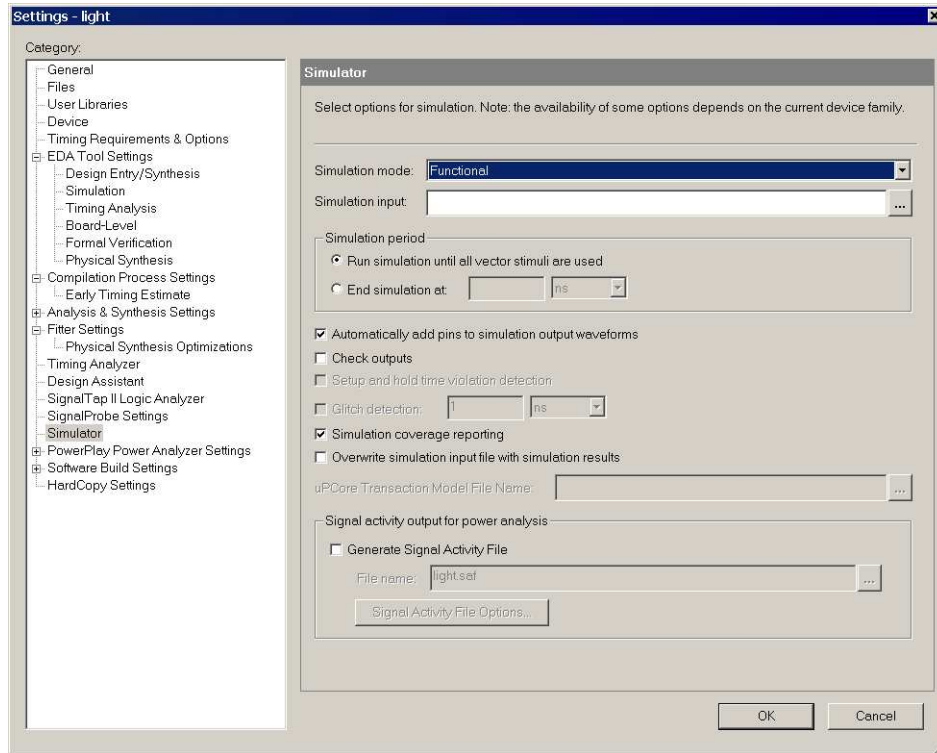 Settings - light
Category:
General
Files
User Libraries
Device
Timing Requirements & Options
EDA Tool Settings
Design Entry/Synthesis
Simulation
Timing Analysis
Board-Level
Formal Verification
Physical Synthesis
Compilation Process Settings
Early Timing Estimate
Analysis & Synthesis Settings
Fitter Settings
Physical Synthesis Optimizations
Timing Analyzer
Design Assistant
SignalTap II Logic Analyzer
SignalProbe Settings
Simulator
PowerPlay Power Analyzer Settings
Software Build Settings
HardCopy Settings
Simulator
Select options for simulation. Note: the availability of some options depends on the current device family.
Simulation mode: Functional
Simulation input: ...
Simulation period
Run simulation until all vector stimuli are used
End simulation at: ns
Automatically add pins to simulation output waveforms
Check outputs
Setup and hold time violation detection
Glitch detection: 1 ns
Simulation coverage reporting
Overwrite simulation input file with simulation results
uPCore Transaction Model File Name: ...
Signal activity output for power analysis
Generate Signal Activity File
File name: light.saf ...
Signal Activity File Options...
OK Cancel